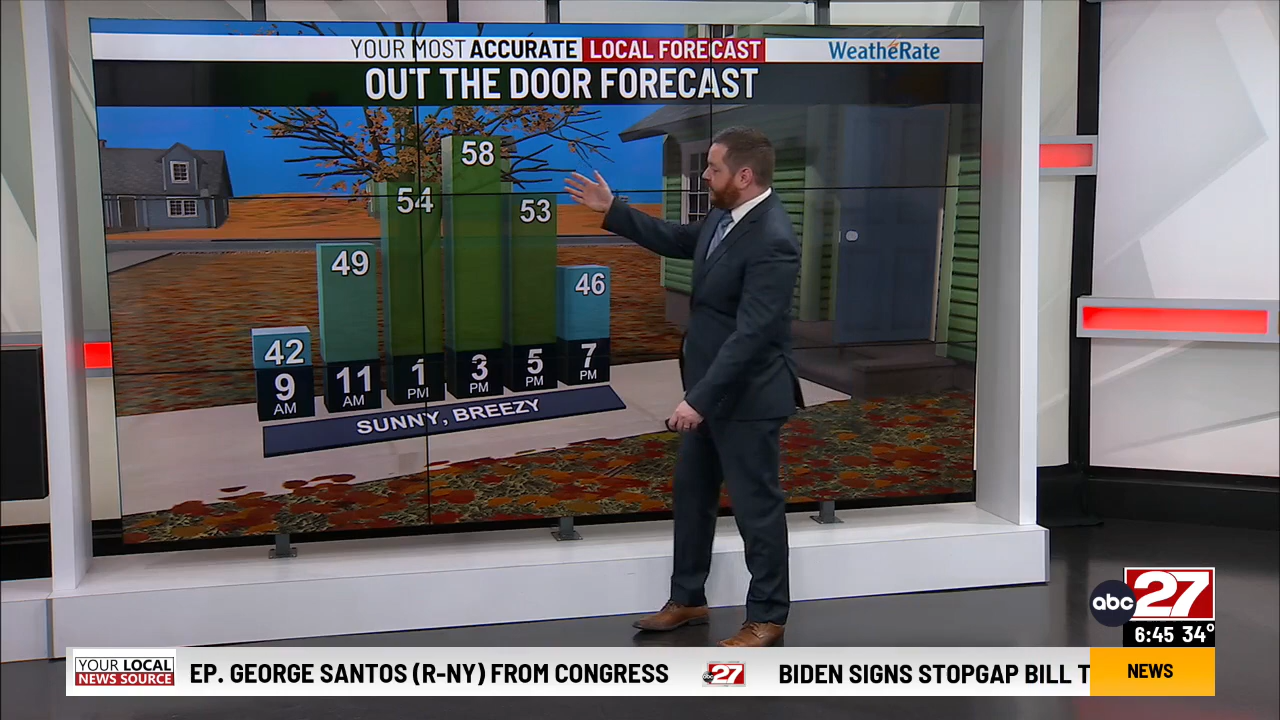 YOUR MOST ACCURATE LOCAL FORECAST
WeatheRate
OUT THE DOOR FORECAST
58
54
53
49
46
42
9 AM
11 AM
1 PM
3 PM
5 PM
7 PM
SUNNY, BREEZY
abc 27
6:45 34°
YOUR LOCAL
NEWS SOURCE
EP. GEORGE SANTOS (R-NY) FROM CONGRESS
abc 27
BIDEN SIGNS STOPGAP BILL T
NEWS